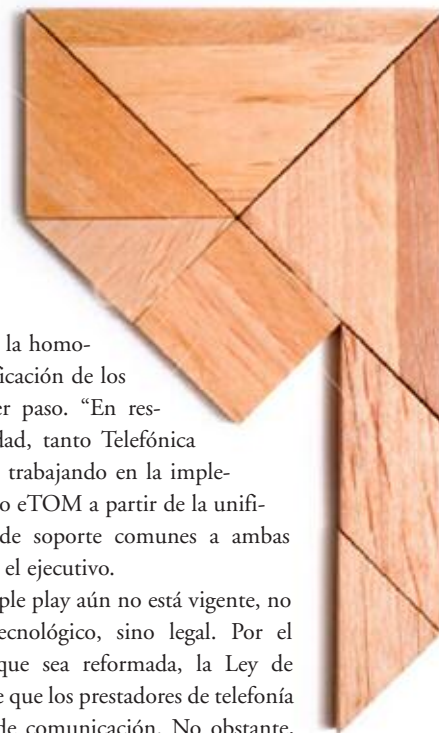 la homo-
ficación de los
er paso. “En res-
dad, tanto Telefónica
trabajando en la imple-
o eTOM a partir de la unifi-
de soporte comunes a ambas
el ejecutivo.
ple play aún no está vigente, no
ecnológico, sino legal. Por el
que sea reformada, la Ley de
e que los prestadores de telefonía
de comunicación. No obstante,